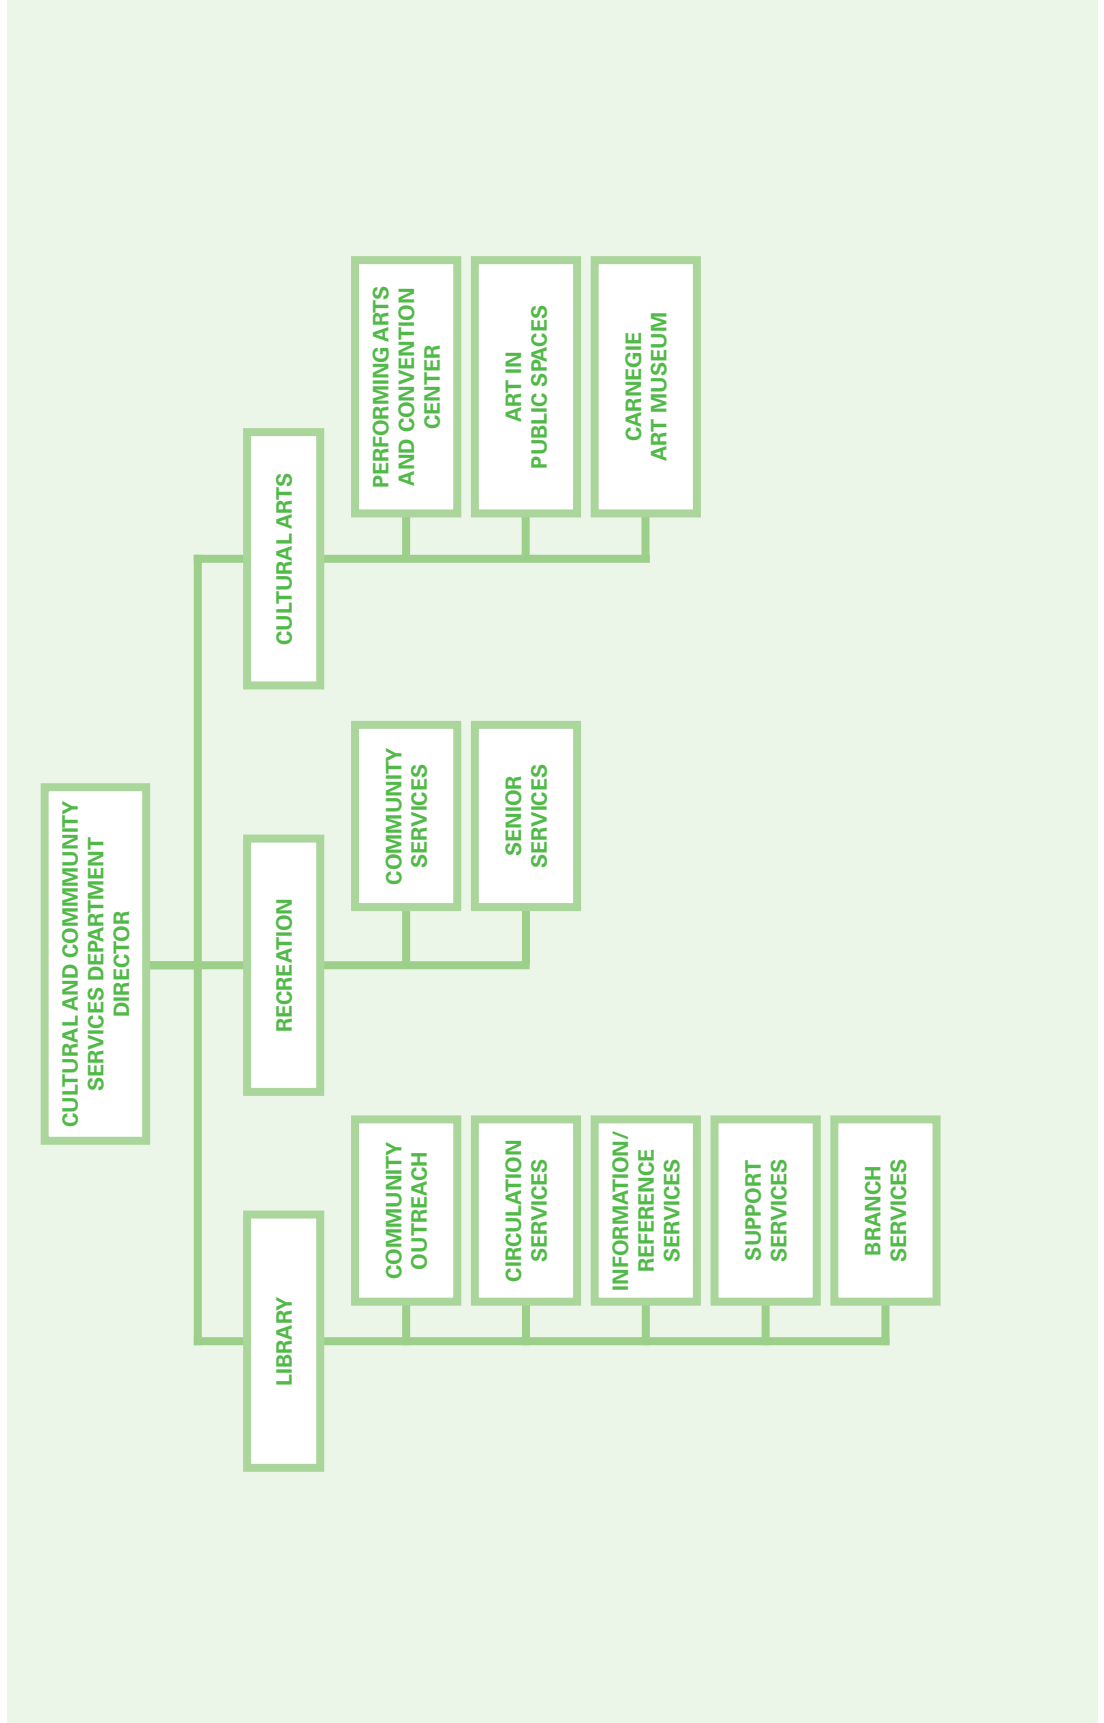 CULTURAL AND COMMMUNITY
SERVICES DEPARTMENT
DIRECTOR
LIBRARY
COMMUNITY
OUTREACH
CIRCULATION
SERVICES
INFORMATION/
REFERENCE
SERVICES
SUPPORT
SERVICES
BRANCH
SERVICES
RECREATION
COMMUNITY
SERVICES
SENIOR
SERVICES
CULTURAL ARTS
PERFORMING ARTS
AND CONVENTION
CENTER
ART IN
PUBLIC SPACES
CARNEGIE
ART MUSEUM